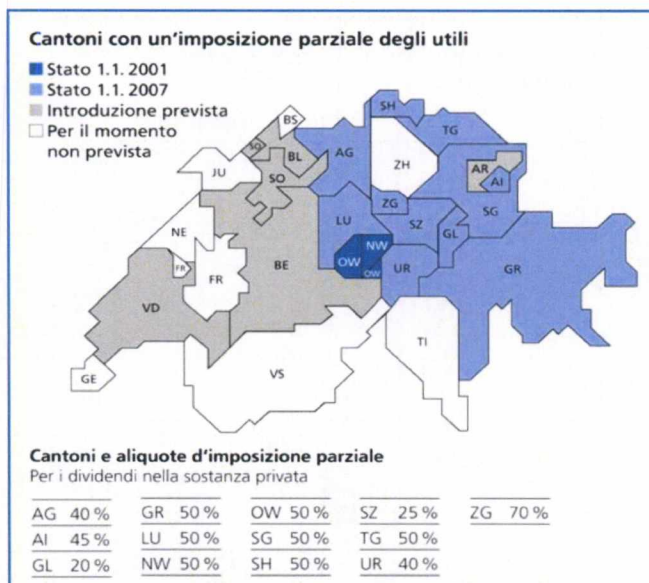 Cantoni con un'imposizione parziale degli utili
Stato 1.1. 2001
Stato 1.1. 2007
Introduzione prevista
Per il momento
non prevista
SH
BS
TG
BL
AG
ZH
SO
AR
AI
JU
SO
ZG
SG
LU
SZ
NE
GL
NW
OW
FR
OW
UR
GR
FR
BE
VD
TI
VS
GE
Cantoni e aliquote d'imposizione parziale
Per i dividendi nella sostanza privata
AG 40 % GR 50 % OW 50 % SZ 25 % ZG 70 %
AI 45 % LU 50 % SG 50 % TG 50 %
GL 20 % NW 50 % SH 50 % UR 40 %